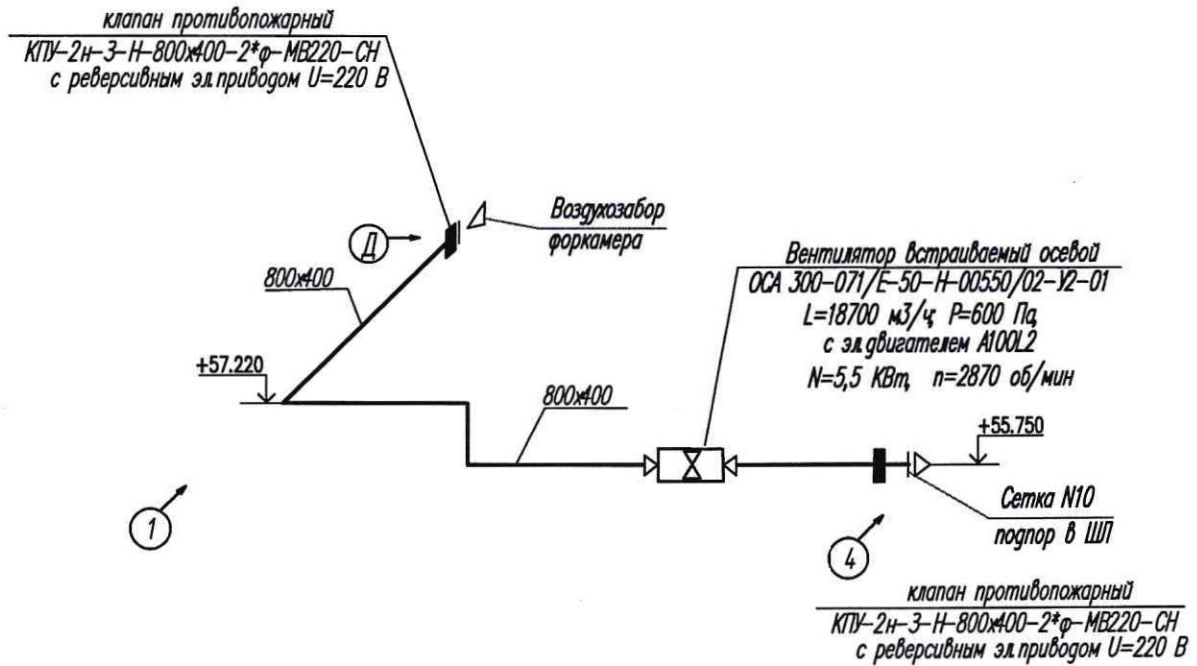 клапан противопожарный
КПУ-2н-З-Н-800х400-2*ф-МВ220-СН
с реверсивным эл.приводом U=220 В
Д
Воздухозабор
форкамера
800х400
Вентилятор встраиваемый осевой
ОСА 300-071/Е-50-Н-00550/02-У2-01
L=18700 м3/ч, Р=600 Па,
с эл.двигателем А100L2
N=5,5 КВт, n=2870 об/мин
+57.220
800х400
+55.750
1
Сетка N10
подпор в ШЛ
4
клапан противопожарный
КПУ-2н-З-Н-800х400-2*ф-МВ220-СН
с реверсивным эл.приводом U=220 В